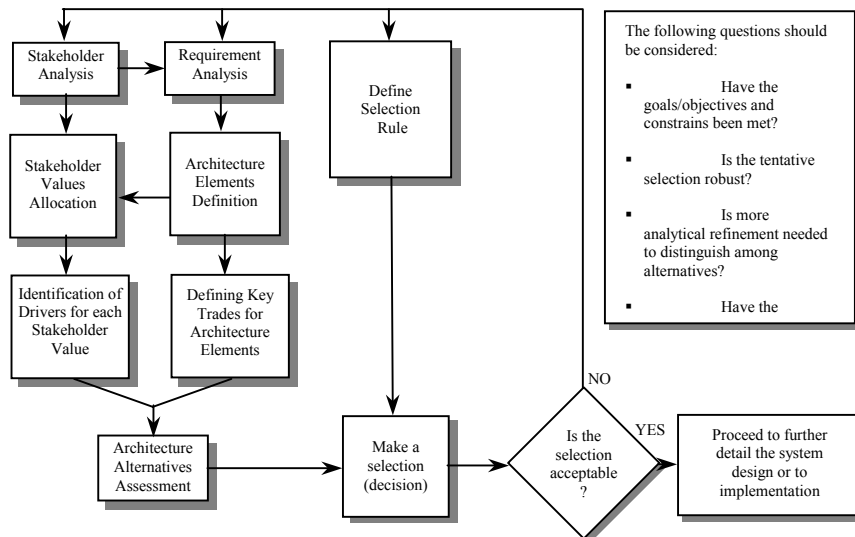 Stakeholder
Analysis
Requirement
Analysis
Define
Selection
Rule
The following questions should
be considered:
▪ Have the
goals/objectives and
constrains been met?
▪ Is the tentative
selection robust?
▪ Is more
analytical refinement needed
to distinguish among
alternatives?
▪ Have the
Stakeholder
Values
Allocation
Architecture
Elements
Definition
Identification of
Drivers for each
Stakeholder
Value
Defining Key
Trades for
Architecture
Elements
Architecture
Alternatives
Assessment
Make a
selection
(decision)
NO
Is the
selection
acceptable
?
YES
Proceed to further
detail the system
design or to
implementation